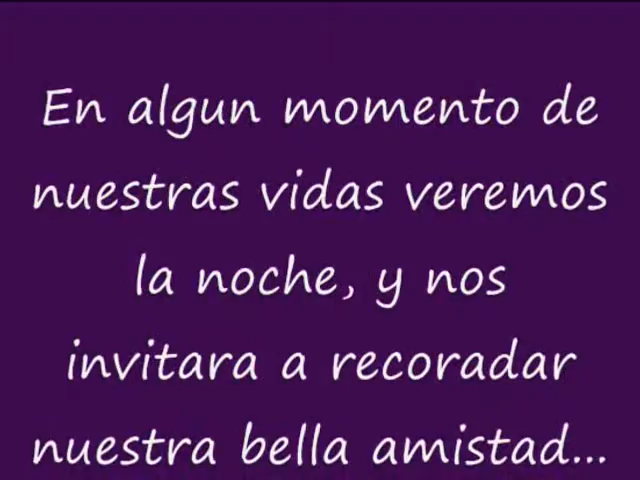 En algun momento de
nuestras vidas veremos
la noche, y nos
invitara a recoradar
nuestra bella amistad...